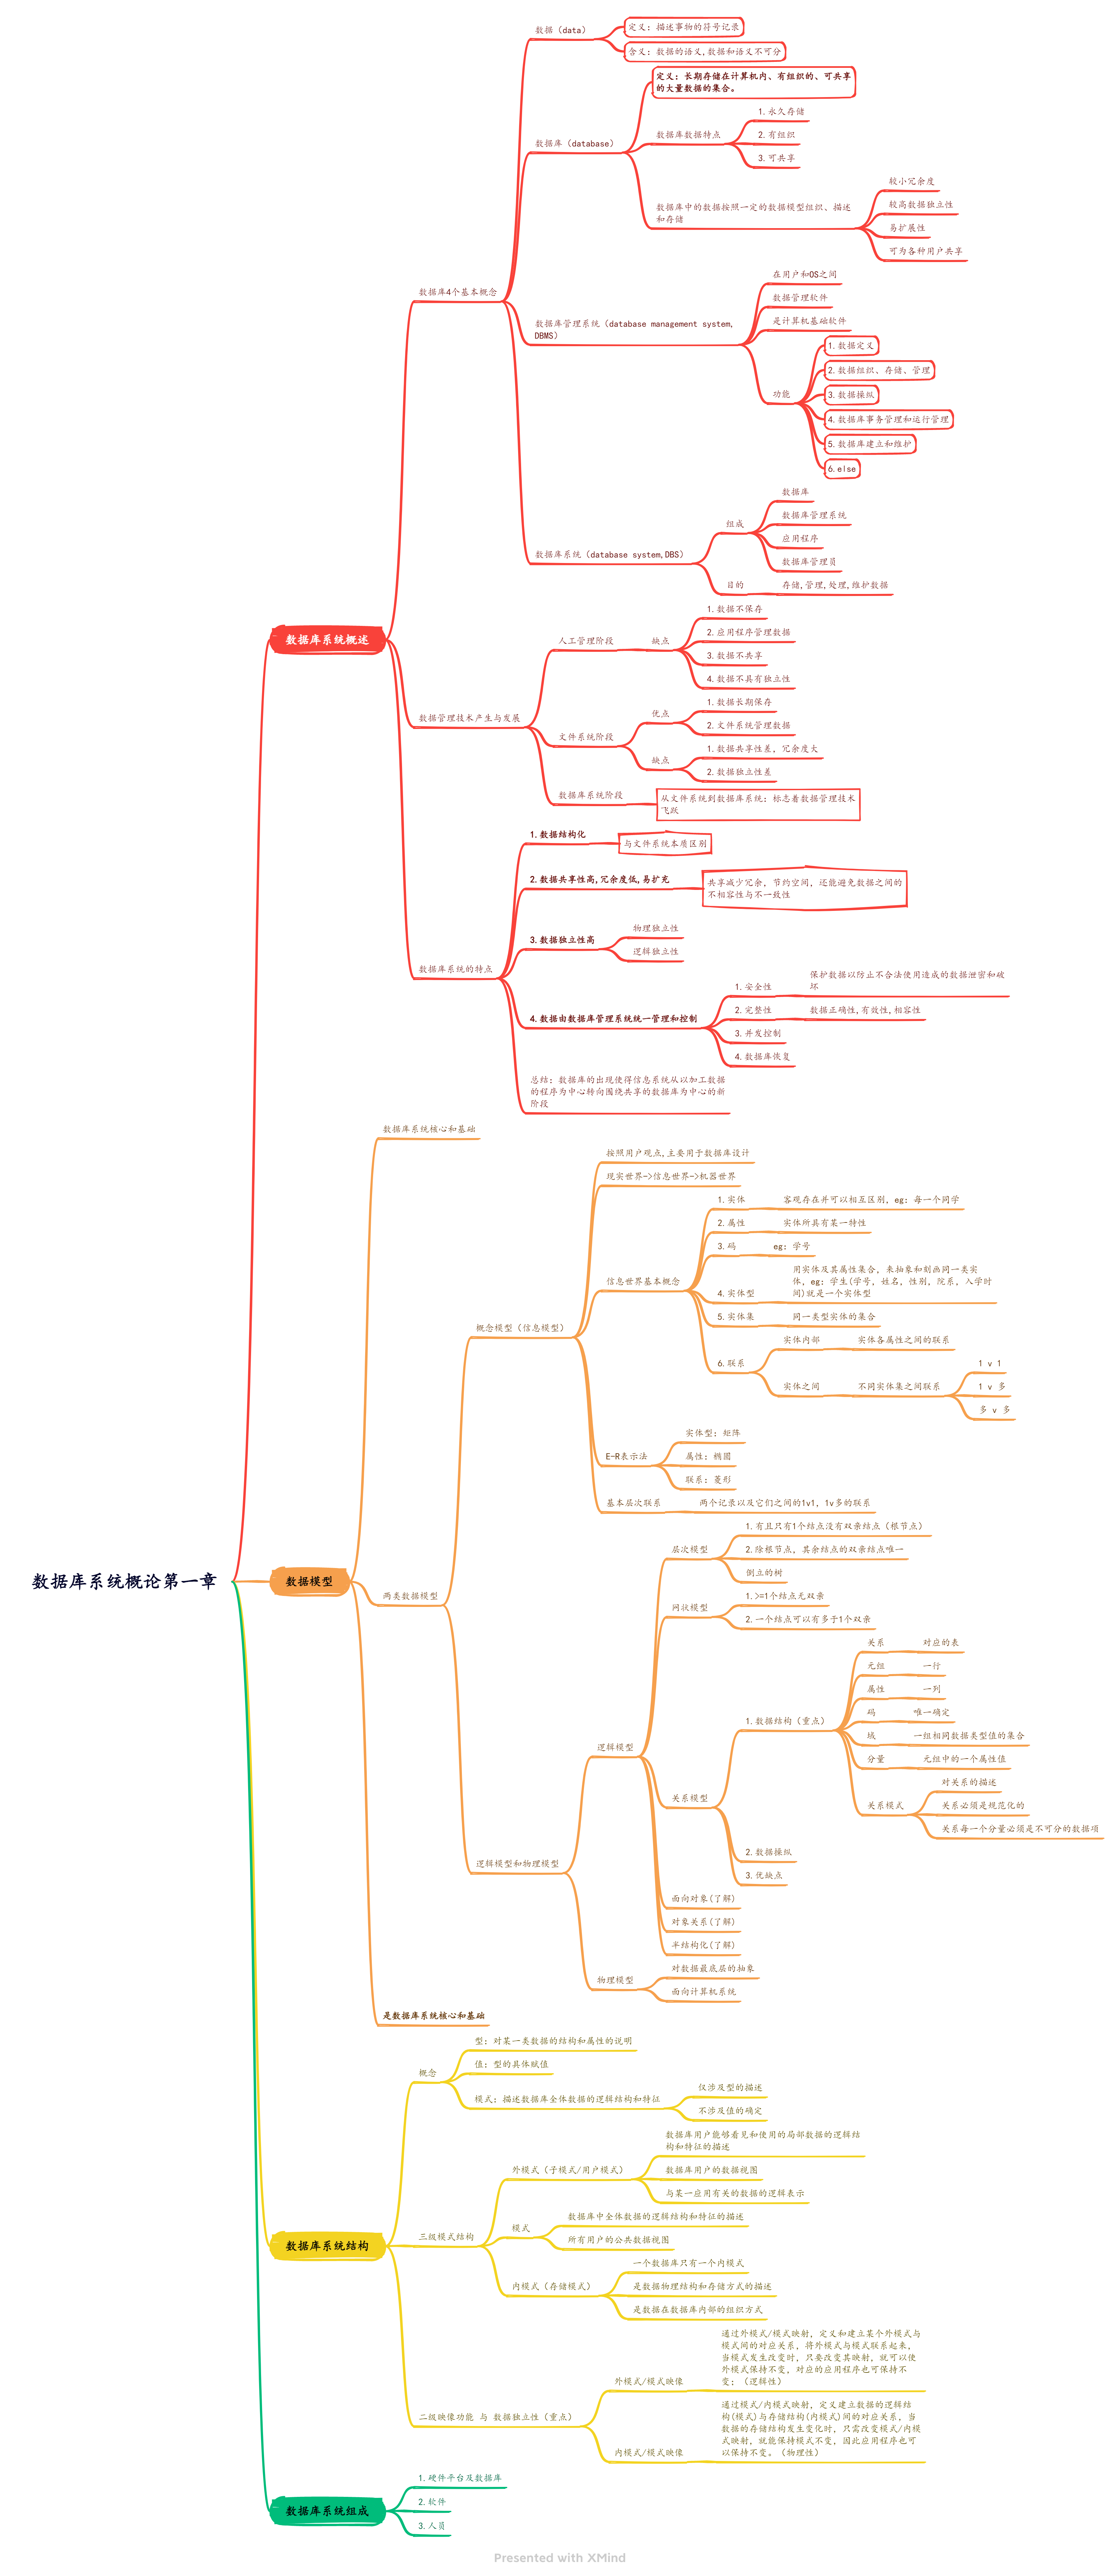 数据库系统概论第一章
数据库系统概述
数据库4个基本概念
数据（data）
定义：描述事物的符号记录
含义：数据的语义,数据和语义不可分
数据库（database）
定义：长期存储在计算机内、有组织的、可共享
的大量数据的集合。
数据库数据特点
1.永久存储
2.有组织
3.可共享
数据库中的数据按照一定的数据模型组织、描述
和存储
较小冗余度
较高数据独立性
易扩展性
可为各种用户共享
数据库管理系统（database management system,
DBMS）
在用户和OS之间
数据管理软件
是计算机基础软件
功能
1.数据定义
2.数据组织、存储、管理
3.数据操纵
4.数据库事务管理和运行管理
5.数据库建立和维护
6.else
数据库系统（database system,DBS）
组成
数据库
数据库管理系统
应用程序
数据库管理员
目的
存储,管理,处理,维护数据
数据管理技术产生与发展
人工管理阶段
缺点
1.数据不保存
2.应用程序管理数据
3.数据不共享
4.数据不具有独立性
文件系统阶段
优点
1.数据长期保存
2.文件系统管理数据
缺点
1.数据共享性差，冗余度大
2.数据独立性差
数据库系统阶段
从文件系统到数据库系统：标志着数据管理技术
飞跃
数据库系统的特点
1.数据结构化
与文件系统本质区别
2.数据共享性高,冗余度低,易扩充
共享减少冗余，节约空间，还能避免数据之间的
不相容性与不一致性
3.数据独立性高
物理独立性
逻辑独立性
4.数据由数据库管理系统统一管理和控制
1.安全性
保护数据以防止不合法使用造成的数据泄密和破
坏
2.完整性
数据正确性,有效性,相容性
3.并发控制
4.数据库恢复
总结：数据库的出现使得信息系统从以加工数据
的程序为中心转向围绕共享的数据库为中心的新
阶段
数据模型
数据库系统核心和基础
两类数据模型
概念模型（信息模型）
按照用户观点,主要用于数据库设计
现实世界->信息世界->机器世界
信息世界基本概念
1.实体
客观存在并可以相互区别，eg：每一个同学
2.属性
实体所具有某一特性
3.码
eg：学号
4.实体型
用实体及其属性集合，来抽象和刻画同一类实
体，eg：学生(学号，姓名，性别，院系，入学时
间)就是一个实体型
5.实体集
同一类型实体的集合
6.联系
实体内部
实体各属性之间的联系
实体之间
不同实体集之间联系
1 v 1
1 v 多
多 v 多
E-R表示法
实体型：矩阵
属性：椭圆
联系：菱形
基本层次联系
两个记录以及它们之间的1v1，1v多的联系
逻辑模型和物理模型
逻辑模型
层次模型
1.有且只有1个结点没有双亲结点（根节点）
2.除根节点，其余结点的双亲结点唯一
倒立的树
网状模型
1.>=1个结点无双亲
2.一个结点可以有多于1个双亲
关系模型
1.数据结构（重点）
关系
对应的表
元组
一行
属性
一列
码
唯一确定
域
一组相同数据类型值的集合
分量
元组中的一个属性值
关系模式
对关系的描述
关系必须是规范化的
关系每一个分量必须是不可分的数据项
2.数据操纵
3.优缺点
面向对象(了解)
对象关系(了解)
半结构化(了解)
物理模型
对数据最底层的抽象
面向计算机系统
是数据库系统核心和基础
数据库系统结构
概念
型：对某一类数据的结构和属性的说明
值：型的具体赋值
模式：描述数据库全体数据的逻辑结构和特征
仅涉及型的描述
不涉及值的确定
三级模式结构
外模式（子模式/用户模式）
数据库用户能够看见和使用的局部数据的逻辑结
构和特征的描述
数据库用户的数据视图
与某一应用有关的数据的逻辑表示
模式
数据库中全体数据的逻辑结构和特征的描述
所有用户的公共数据视图
内模式（存储模式）
一个数据库只有一个内模式
是数据物理结构和存储方式的描述
是数据在数据库内部的组织方式
二级映像功能 与 数据独立性（重点）
外模式/模式映像
通过外模式/模式映射，定义和建立某个外模式与
模式间的对应关系，将外模式与模式联系起来，
当模式发生改变时，只要改变其映射，就可以使
外模式保持不变，对应的应用程序也可保持不
变；（逻辑性）
内模式/模式映像
通过模式/内模式映射，定义建立数据的逻辑结
构(模式)与存储结构(内模式)间的对应关系，当
数据的存储结构发生变化时，只需改变模式/内模
式映射，就能保持模式不变，因此应用程序也可
以保持不变。（物理性）
数据库系统组成
1.硬件平台及数据库
2.软件
3.人员
Presented with XMind